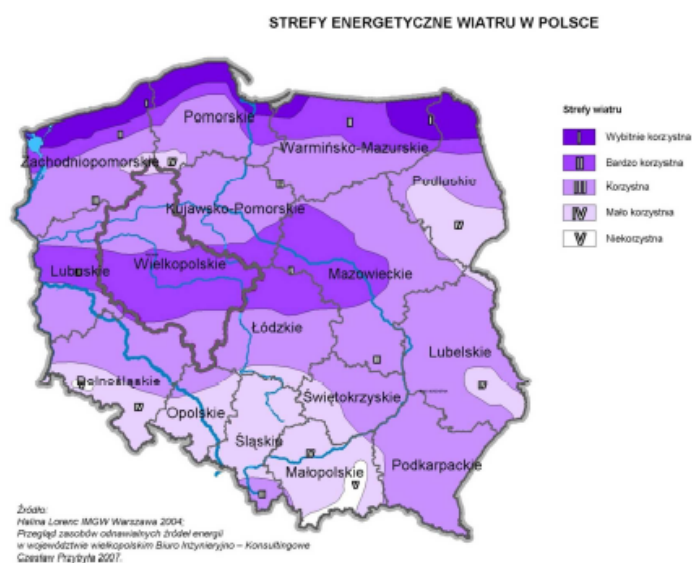 STREFY ENERGETYCZNE WIATRU W POLSCE
Strefy wiatru
I Wybitnie korzystna
II Bardzo korzystna
III Korzystna
IV Mało korzystna
V Niekorzystna
Pomorskie
Zachodniopomorskie
Warmińsko-Mazurskie
Podlaskie
Kujawsko-Pomorskie
Lubuskie
Wielkopolskie
Mazowieckie
Łódzkie
Lubelskie
Dolnośląskie
Opolskie
Świętokrzyskie
Śląskie
Małopolskie
Podkarpackie
Źródło:
Halina Lorenc IMGW Warszawa 2004;
Przegląd zasobów odnawialnych źródeł energii
w województwie wielkopolskim Biuro Inżynieryjno – Konsultingowe
Czesław Przybyła 2007.